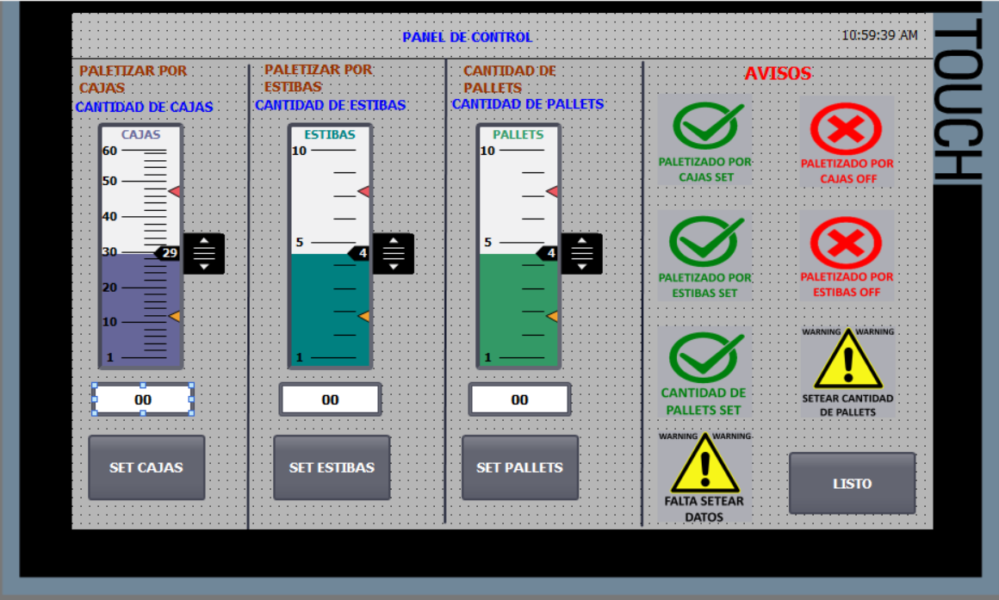 PANEL DE CONTROL
10:59:39 AM
TOUCH
PALETIZAR POR
CAJAS
CANTIDAD DE CAJAS
CAJAS
60
50
40
30
29
20
10
1
00
SET CAJAS
PALETIZAR POR
ESTIBAS
CANTIDAD DE ESTIBAS
ESTIBAS
10
5
4
1
00
SET ESTIBAS
CANTIDAD DE
PALLETS
CANTIDAD DE PALLETS
PALLETS
10
5
4
1
00
SET PALLETS
AVISOS
PALETIZADO POR
CAJAS SET
PALETIZADO POR
CAJAS OFF
PALETIZADO POR
ESTIBAS SET
PALETIZADO POR
ESTIBAS OFF
CANTIDAD DE
PALLETS SET
WARNING WARNING
SETEAR CANTIDAD
DE PALLETS
WARNING WARNING
FALTA SETEAR
DATOS
LISTO